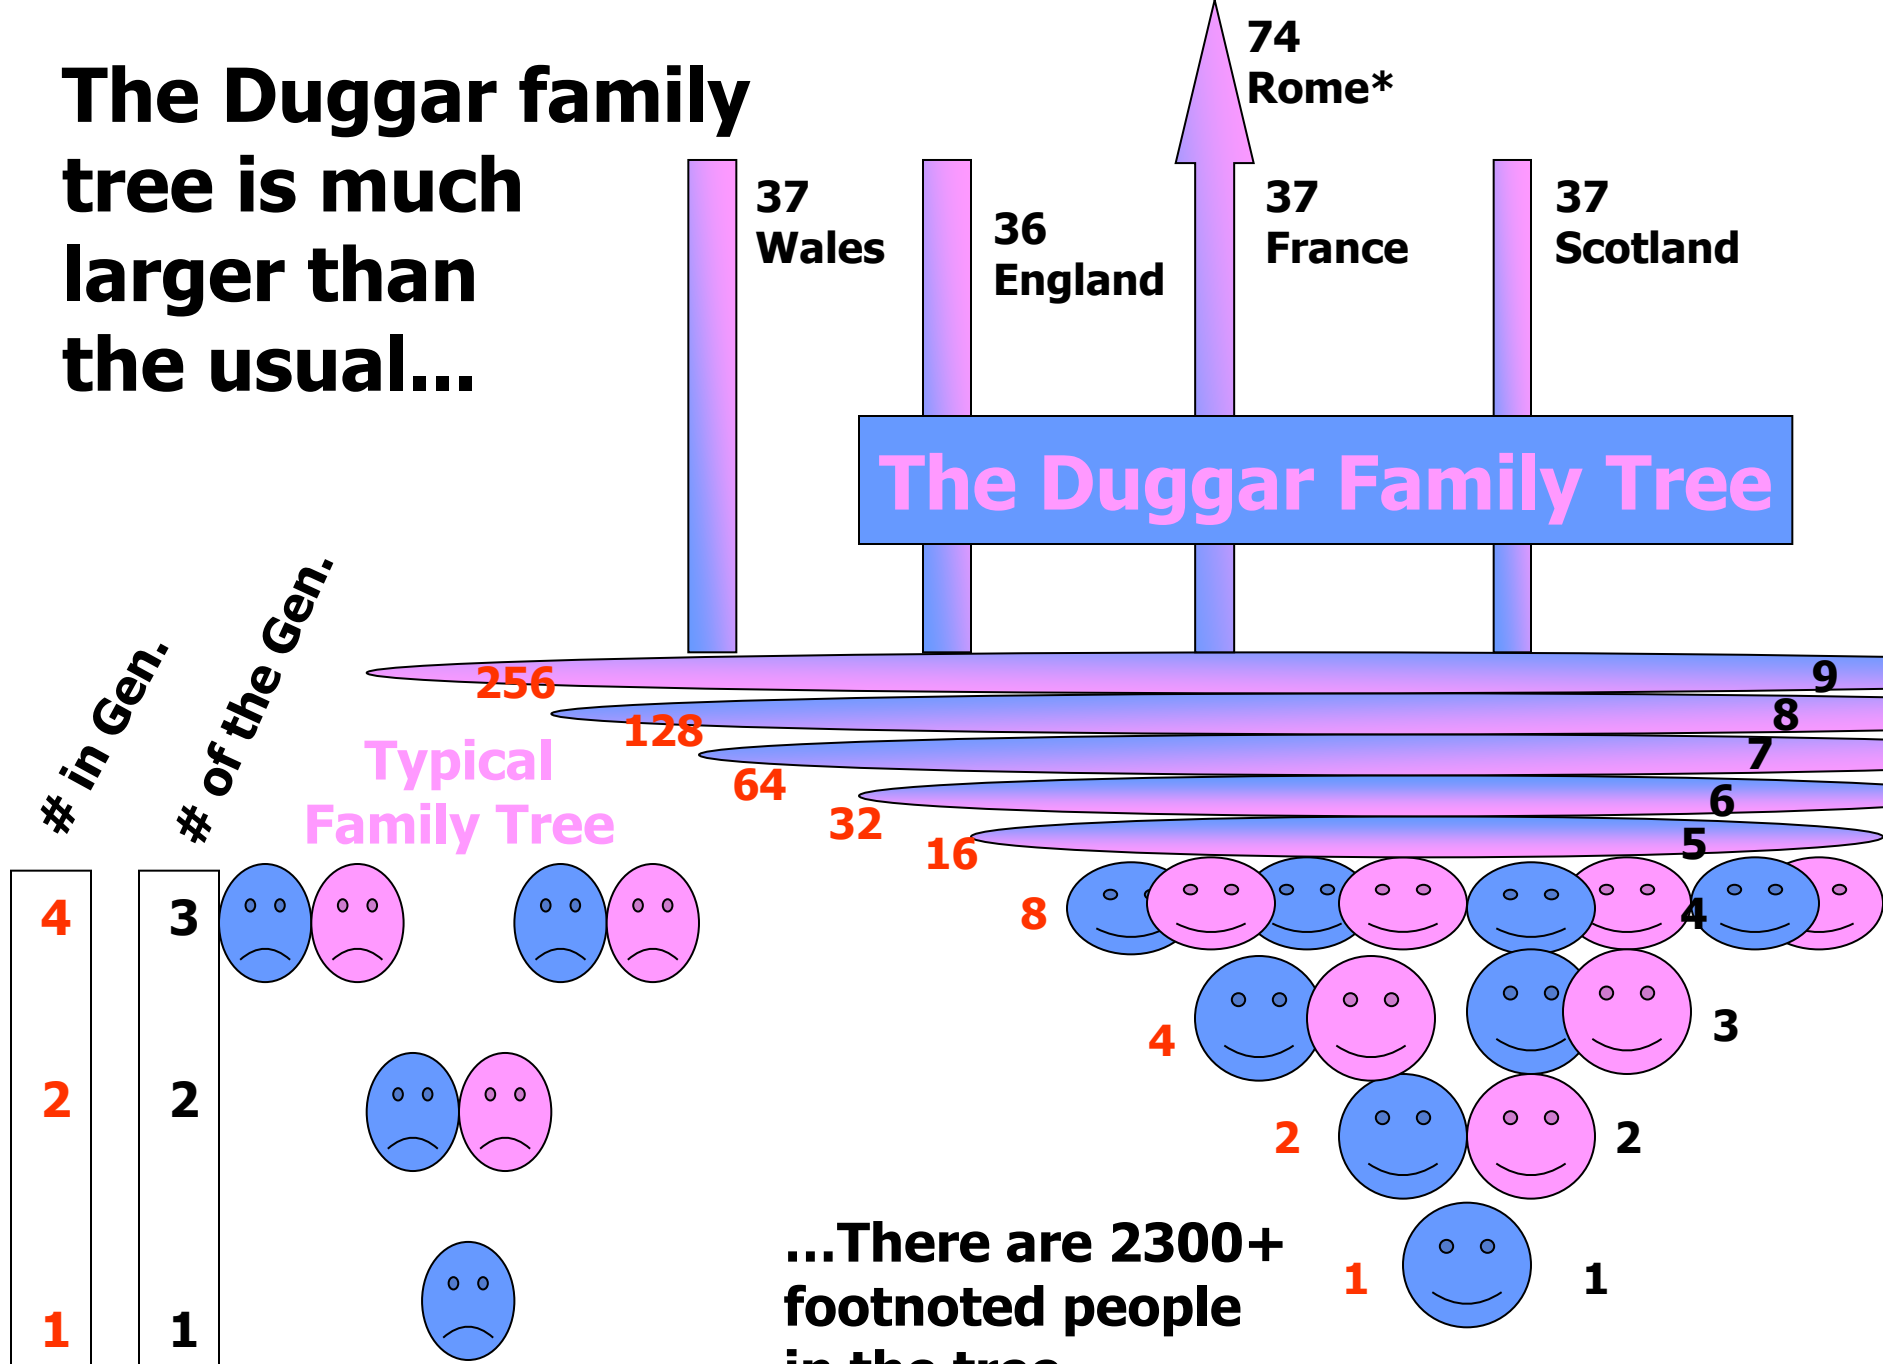 The Duggar family
tree is much
larger than
the usual...
74
Rome*
37
Wales
36
England
37
France
37
Scotland
The Duggar Family Tree
# in Gen.
# of the Gen.
Typical
Family Tree
256
9
128
8
7
64
6
32
5
16
4
3
8
4
4
3
2
2
2
2
1
1
1
1
...There are 2300+
footnoted people
in the tree